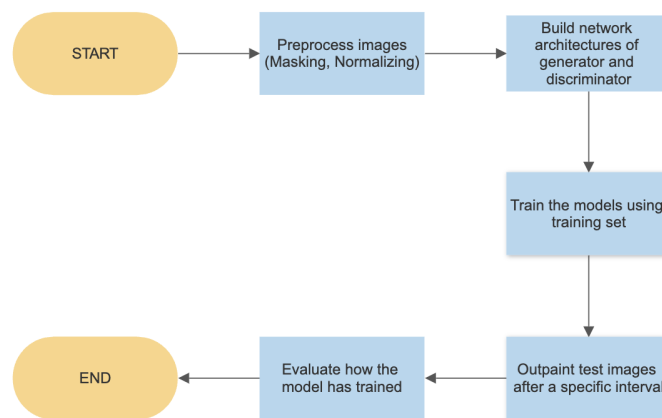 START
Preprocess images
(Masking, Normalizing)
Build network
architectures of
generator and
discriminator
Train the models using
training set
Outpaint test images
after a specific interval
Evaluate how the
model has trained
END